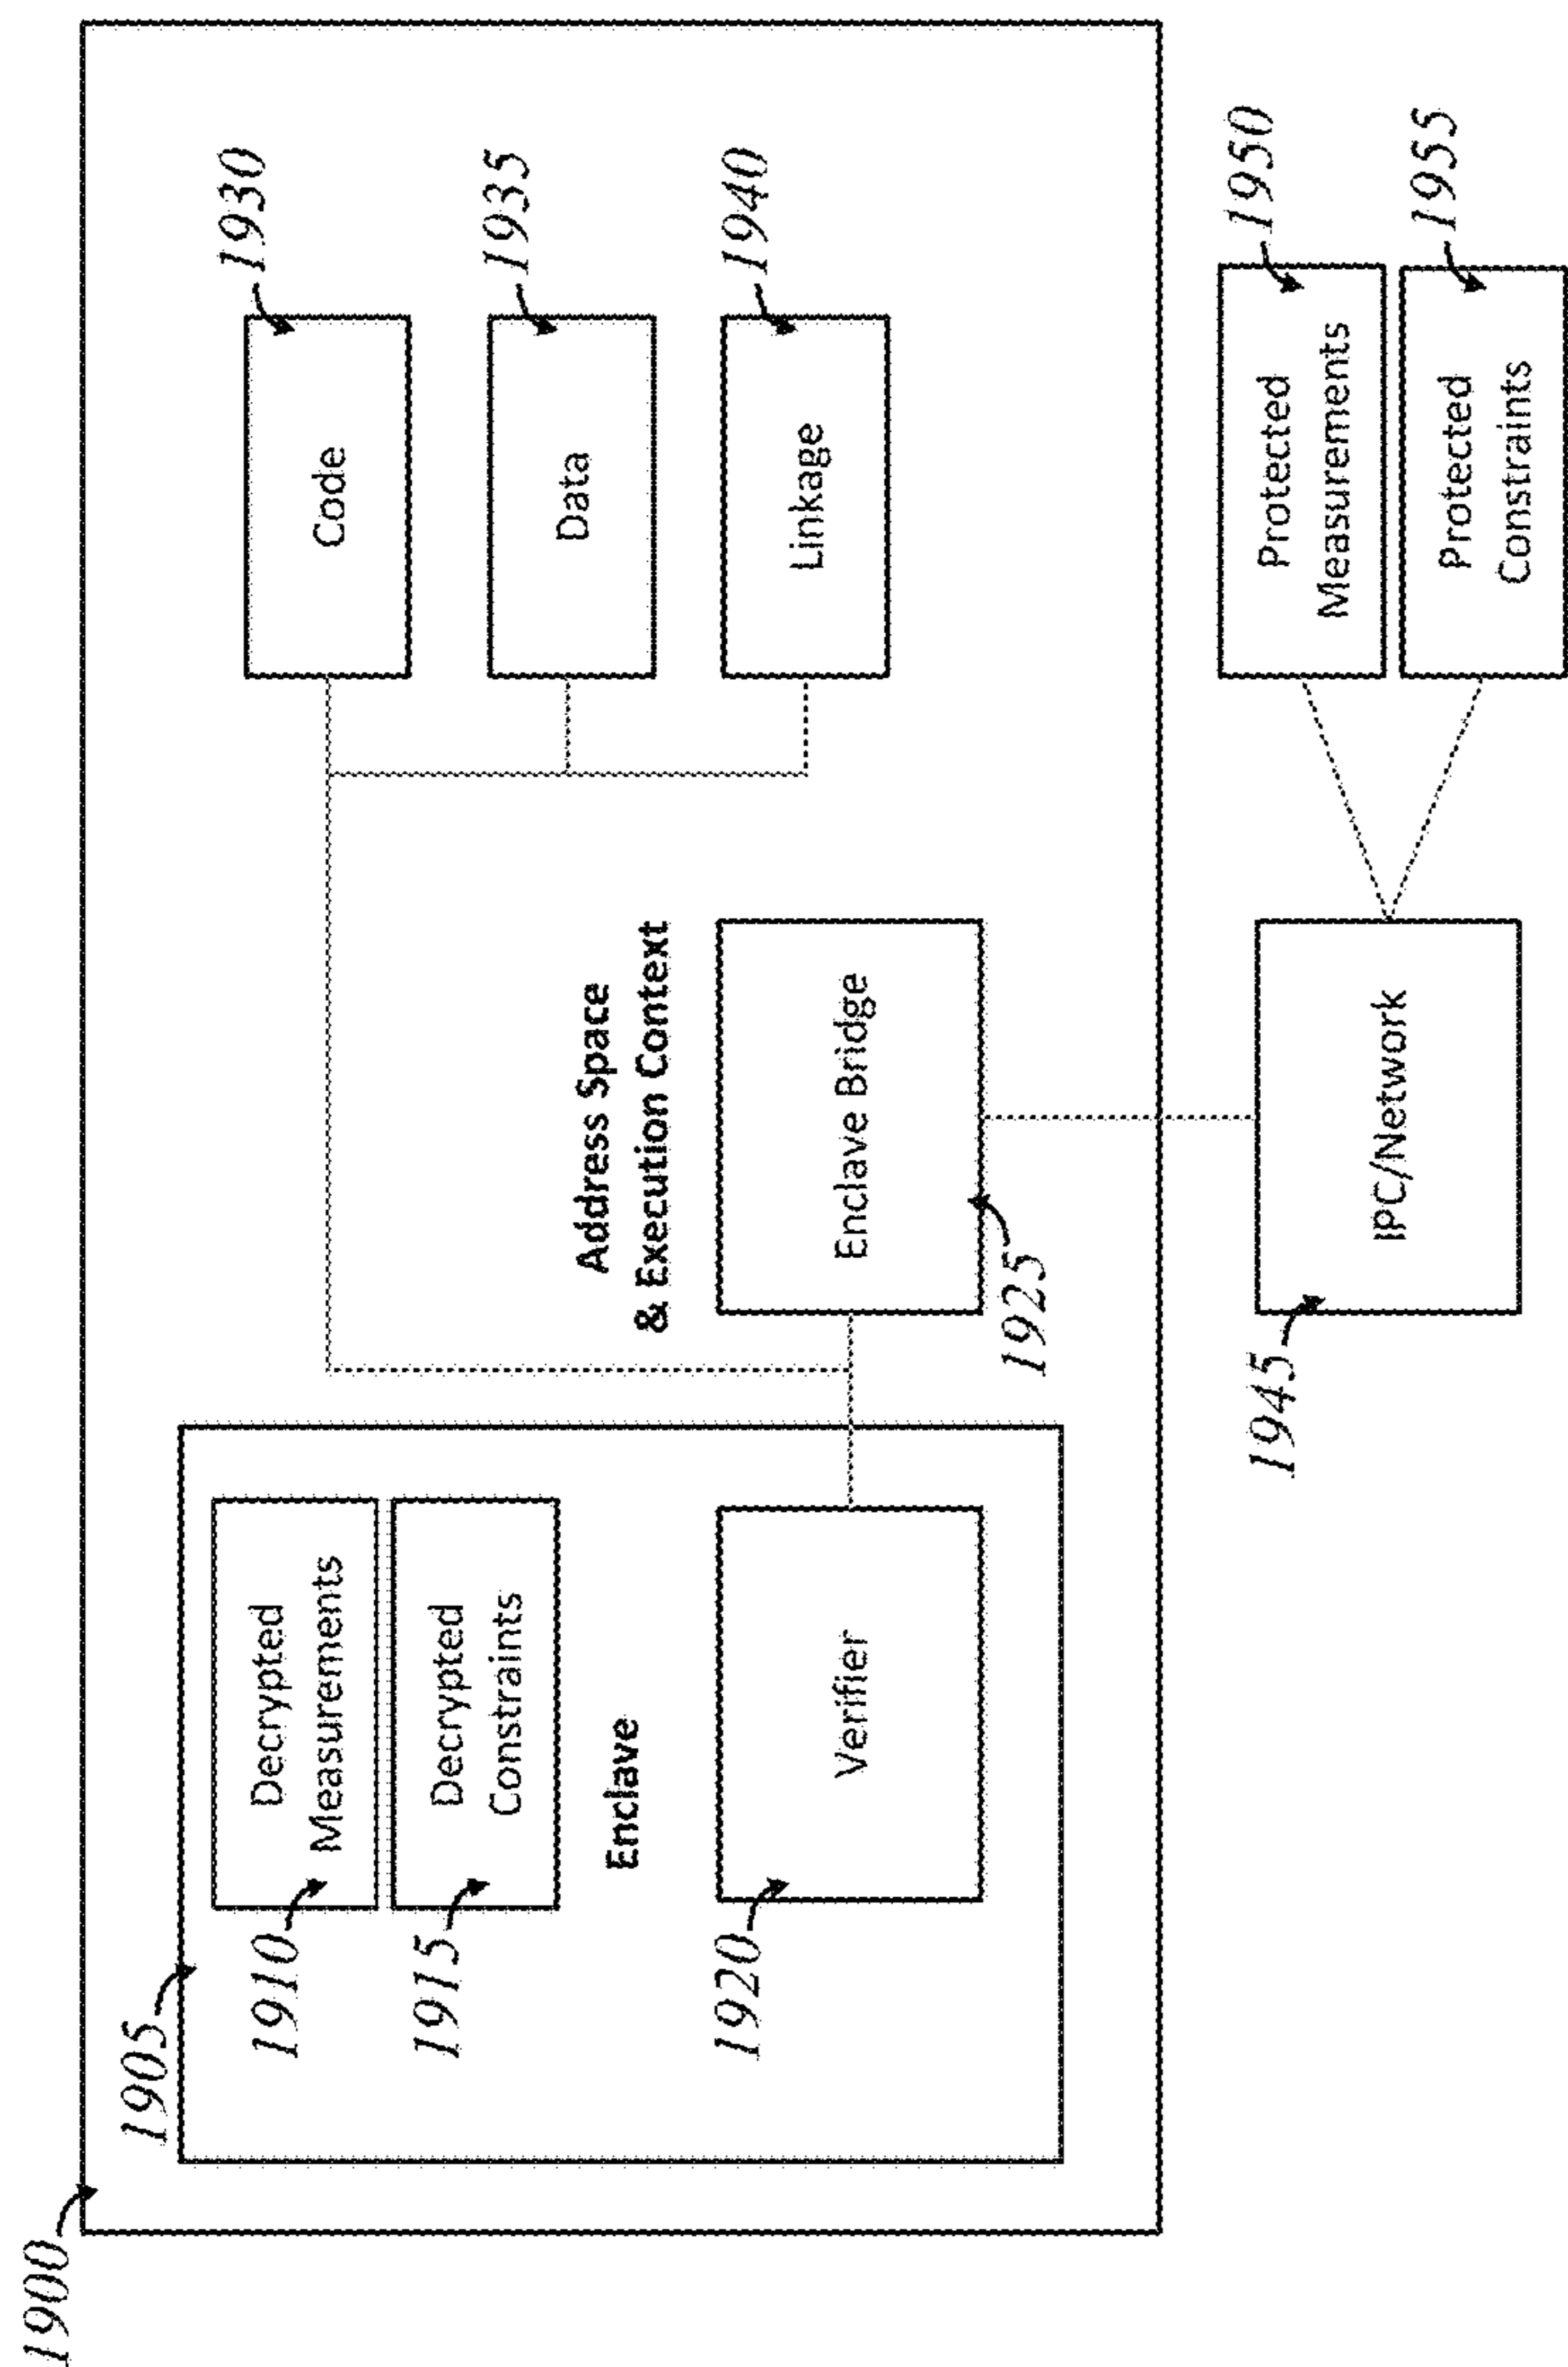 1900
1905
1910
Decrypted
Measurements
1915
Decrypted
Constraints
Enclave
1920
Verifier
Address Space
& Execution Context
Enclave Bridge
1925
Code
1930
Data
1935
Linkage
1940
1945
IPC/Network
Protected
Measurements
1950
Protected
Constraints
1955